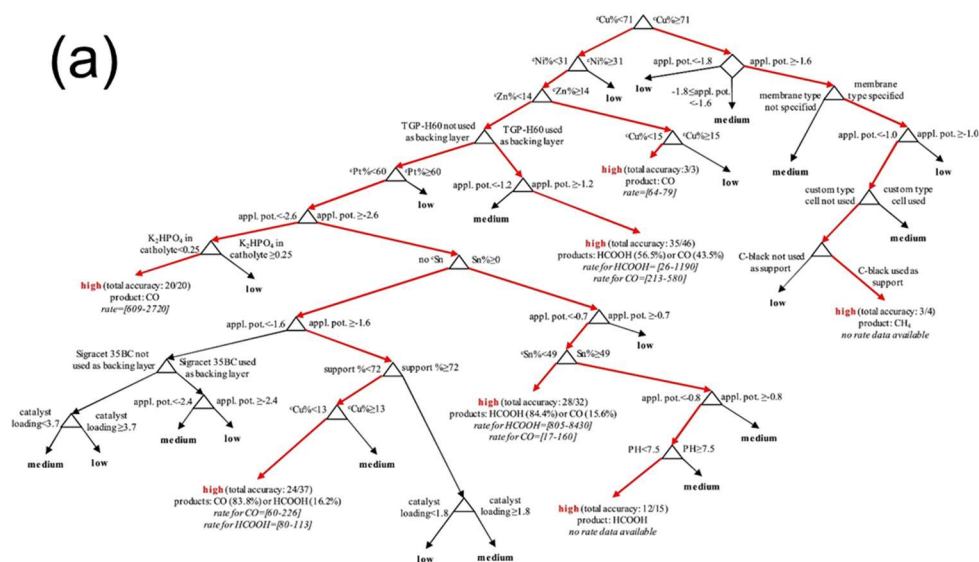 (a)
ᶜCu%<71 ᶜCu%≥71
ᶜNi%<31 ᶜNi%≥31
appl. pot.<-1.8 appl. pot. ≥-1.6
low
ᶜZn%<14 ᶜZn%≥14
low
-1.8≤appl. pot.
<-1.6
medium
membrane type
not specified
membrane
type specified
TGP-H60 not used
as backing layer
TGP-H60 used
as backing layer
ᶜCu%<15 ᶜCu%≥15
appl. pot.<-1.0 appl. pot.≥-1.0
high (total accuracy:3/3)
product: CO
rate=[64-79]
low
medium
low
ᶜPt%<60 ᶜPt%≥60
low
appl. pot.<-1.2 appl. pot.≥-1.2
medium
custom type
cell not used
custom type
cell used
medium
appl. pot.<-2.6 appl. pot.≥-2.6
K₂HPO₄ in
catholyte<0.25
K₂HPO₄ in
catholyte ≥0.25
high (total accuracy: 20/20)
product: CO
rate=[609-2720]
low
no ᶜSn Sn%≥0
high (total accuracy: 35/46)
products: HCOOH (56.5%) or CO (43.5%)
rate for HCOOH= [26-1190]
rate for CO=[213-580]
C-black not used
as support
C-black used as
support
low
high (total accuracy: 3/4)
product: CH₄
no rate data available
appl. pot.<-1.6 appl. pot. ≥-1.6
appl. pot.<-0.7 appl. pot. ≥-0.7
low
Sigracet 35BC not
used as backing layer
Sigracet 35BC used
as backing layer
support %<72 support %≥72
ᶜSn%<49 Sn%≥49
catalyst
loading<3.7
catalyst
loading≥3.7
appl. pot.<-2.4 appl. pot.≥-2.4
medium
low
medium
low
ᶜCu%<13 ᶜCu%≥13
medium
high (total accuracy: 28/32)
products: HCOOH (84.4%) or CO (15.6%)
rate for HCOOH=[805-8430]
rate for CO=[17-160]
appl. pot.<-0.8 appl. pot.≥-0.8
medium
PH<7.5 PH≥7.5
medium
high (total accuracy: 24/37)
products: CO (83.8%) or HCOOH (16.2%)
rate for CO=[60-226]
rate for HCOOH=[80-113]
catalyst
loading<1.8
catalyst
loading≥1.8
low
medium
high (total accuracy: 12/15)
product: HCOOH
no rate data available